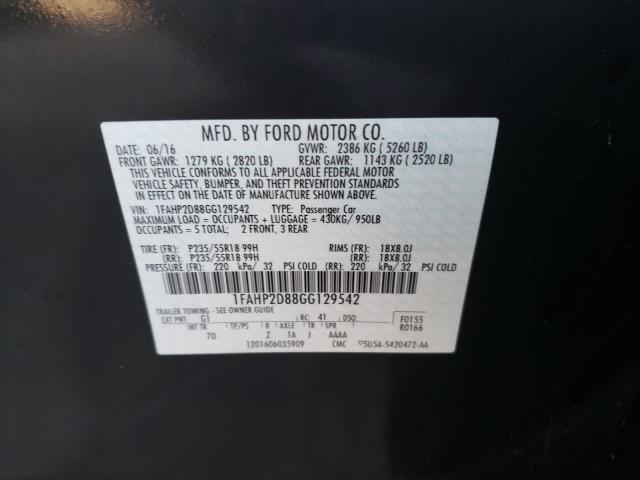 MFD. BY FORD MOTOR CO.
DATE: 06/16 GVWR: 2386 KG ( 5260 LB)
FRONT GAWR: 1279 KG ( 2820 LB) REAR GAWR: 1143 KG ( 2520 LB)
THIS VEHICLE CONFORMS TO ALL APPLICABLE FEDERAL MOTOR
VEHICLE SAFETY, BUMPER, AND THEFT PREVENTION STANDARDS
IN EFFECT ON THE DATE OF MANUFACTURE SHOWN ABOVE.
VIN: 1FAHP2D88GG129542 TYPE: Passenger Car
MAXIMUM LOAD = OCCUPANTS + LUGGAGE = 430KG/ 950LB
OCCUPANTS = 5 TOTAL; 2 FRONT, 3 REAR
TIRE (FR): P235/55R18 99H RIMS (FR): 18X8.0J
(RR): P235/55R18 99H (RR): 18X8.0J
PRESSURE (FR): 220 kPa/ 32 PSI COLD (RR): 220 kPa/ 32 PSI COLD
1FAHP2D88GG129542
TRAILER TOWING - SEE OWNER GUIDE
EXT PNT: G1 RC: 41 DSO: F0155
R0166
INT TR TP/PS R AXLE TR SPR
7D Z 1A J AAAA
1201606035909 CMC 5U5A-5420472-AA